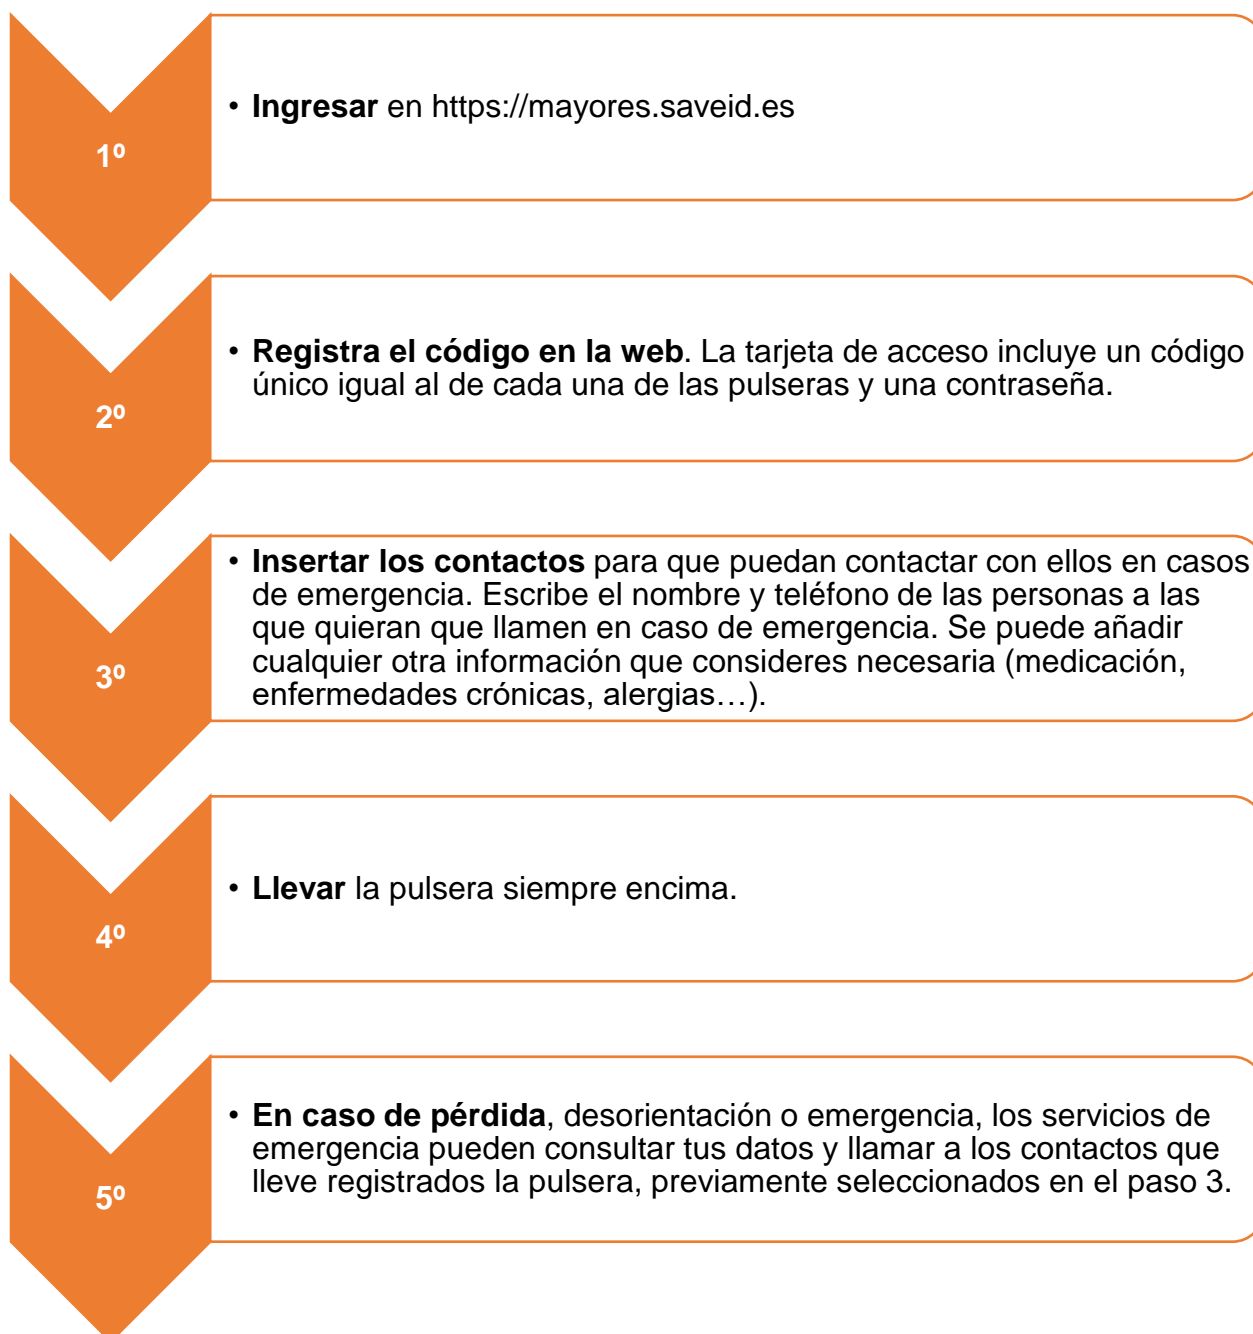 1º
• Ingresar en https://mayores.saveid.es
2º
• Registra el código en la web. La tarjeta de acceso incluye un código
único igual al de cada una de las pulseras y una contraseña.
3º
• Insertar los contactos para que puedan contactar con ellos en casos
de emergencia. Escribe el nombre y teléfono de las personas a las
que quieran que llamen en caso de emergencia. Se puede añadir
cualquier otra información que consideres necesaria (medicación,
enfermedades crónicas, alergias…).
4º
• Llevar la pulsera siempre encima.
5º
• En caso de pérdida, desorientación o emergencia, los servicios de
emergencia pueden consultar tus datos y llamar a los contactos que
lleve registrados la pulsera, previamente seleccionados en el paso 3.